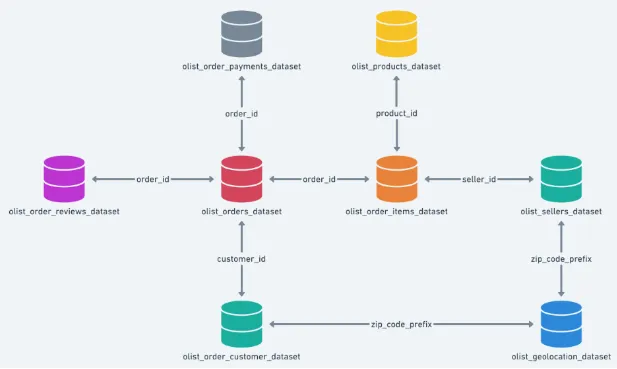 olist_order_payments_dataset
olist_products_dataset
order_id
product_id
order_id
order_id
seller_id
olist_order_reviews_dataset
olist_orders_dataset
olist_order_items_dataset
olist_sellers_dataset
customer_id
zip_code_prefix
zip_code_prefix
olist_order_customer_dataset
olist_geolocation_dataset